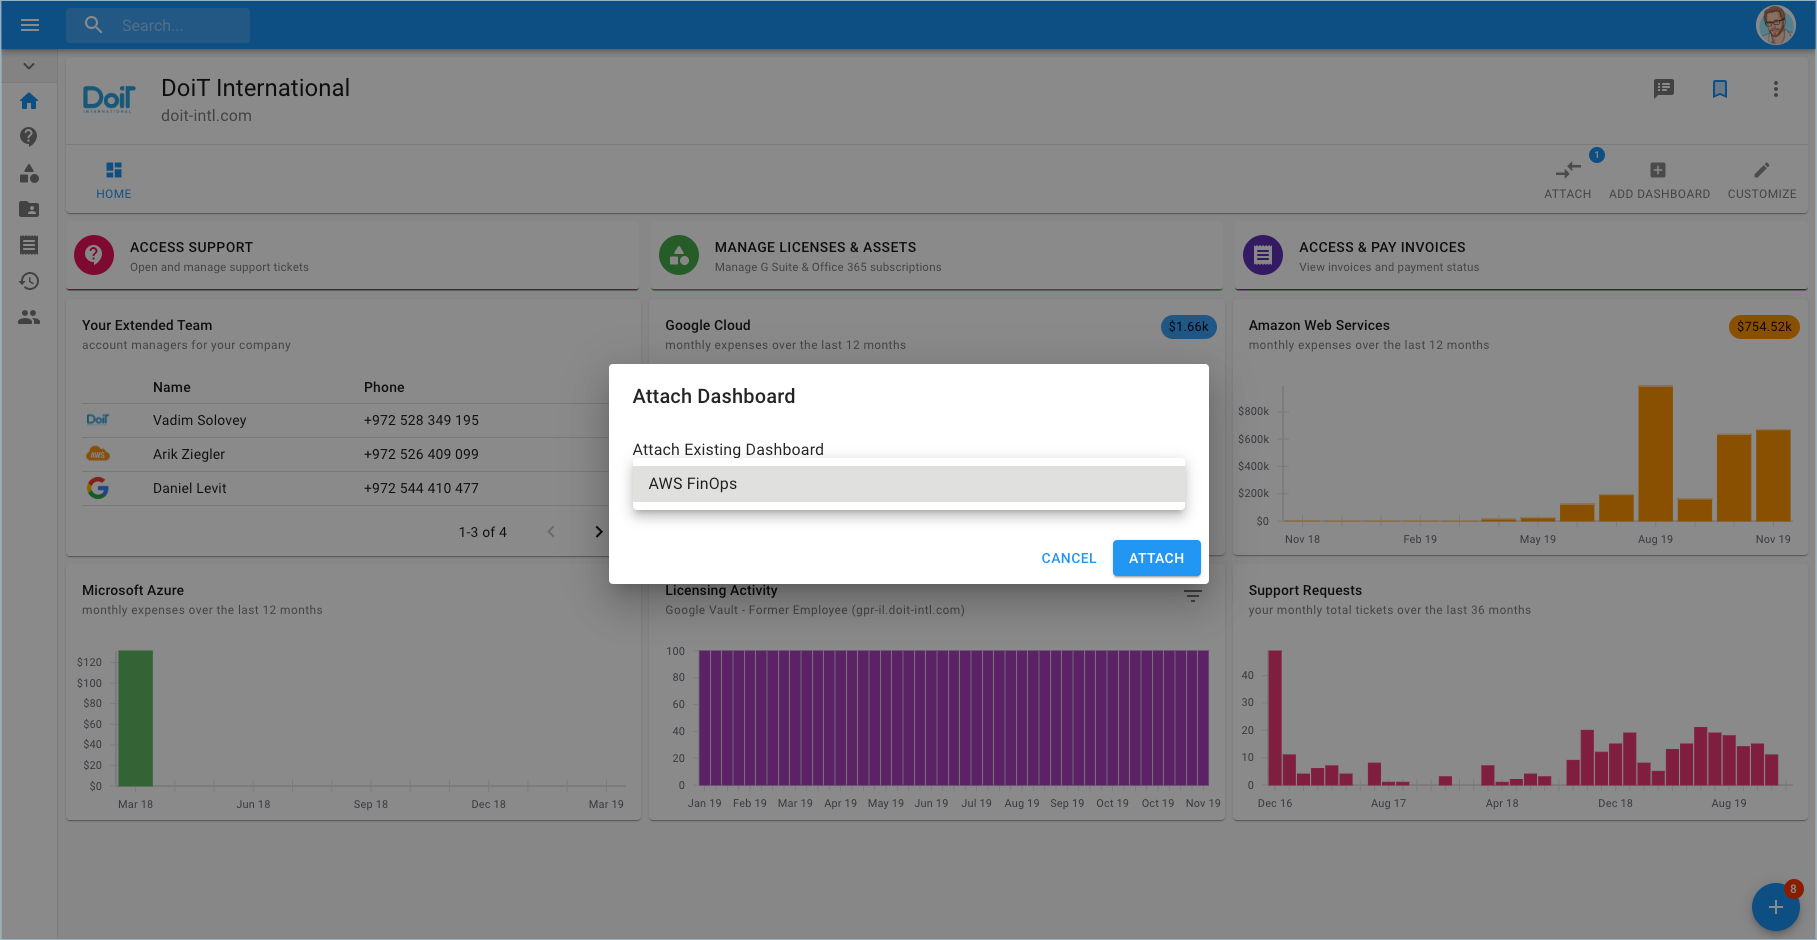 Search...
DoiT International
doit-intl.com
DoiT
INTERNATIONAL
HOME
1
ATTACH
ADD DASHBOARD
CUSTOMIZE
ACCESS SUPPORT
Open and manage support tickets
MANAGE LICENSES & ASSETS
Manage G Suite & Office 365 subscriptions
ACCESS & PAY INVOICES
View invoices and payment status
Your Extended Team
account managers for your company
Name Phone
DoiT Vadim Solovey +972 528 349 195
AWS Arik Ziegler +972 526 409 099
Daniel Levit +972 544 410 477
1-3 of 4
Google Cloud
monthly expenses over the last 12 months
$1.66k
Amazon Web Services
monthly expenses over the last 12 months
$754.52k
$800k
$600k
$400k
$200k
$0
Nov 18 Feb 19 May 19 Aug 19 Nov 19
Attach Dashboard
Attach Existing Dashboard
AWS FinOps
CANCEL
ATTACH
Microsoft Azure
monthly expenses over the last 12 months
$120
$100
$80
$60
$40
$20
$0
Mar 18 Jun 18 Sep 18 Dec 18 Mar 19
Licensing Activity
Google Vault - Former Employee (gpr-il.doit-intl.com)
100
80
60
40
20
0
Jan 19 Feb 19 Mar 19 Apr 19 May 19 Jun 19 Jul 19 Aug 19 Sep 19 Oct 19 Oct 19 Nov 19
Support Requests
your monthly total tickets over the last 36 months
40
30
20
10
0
Dec 16 Aug 17 Apr 18 Dec 18 Aug 19
8